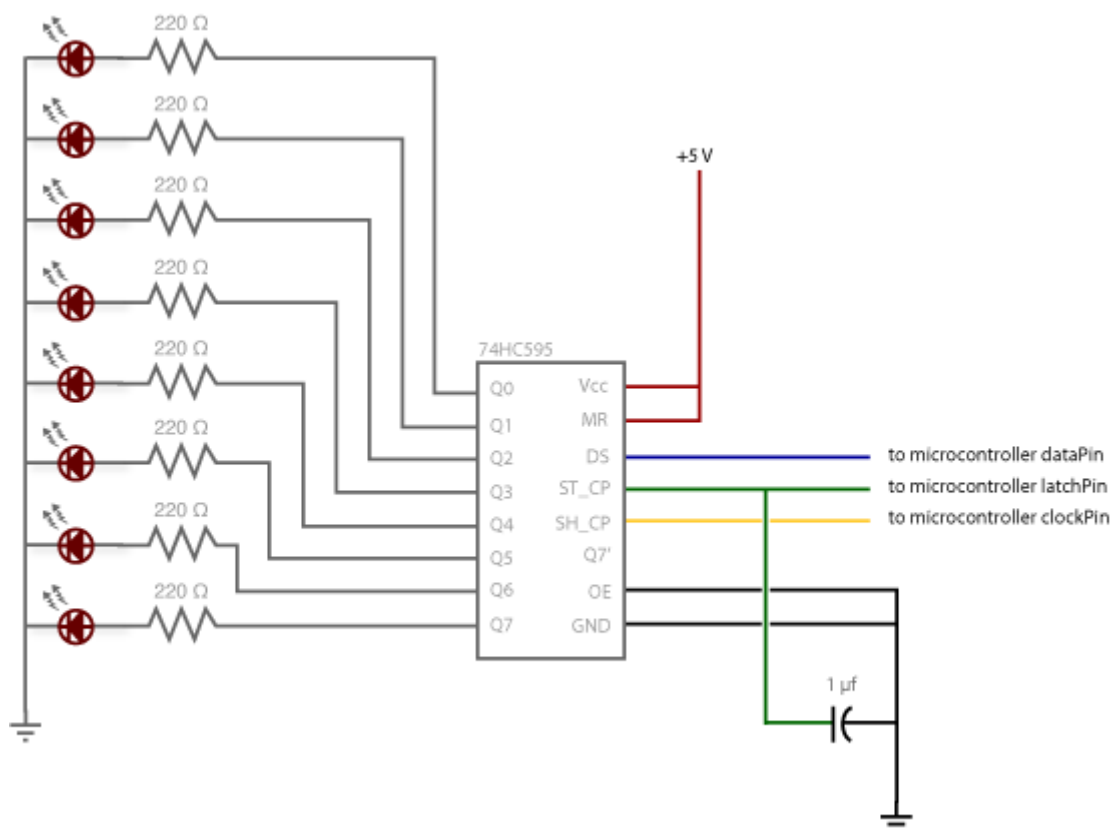 220 Ω
220 Ω
220 Ω
220 Ω
220 Ω
220 Ω
220 Ω
220 Ω
+5 V
74HC595
Q0
Q1
Q2
Q3
Q4
Q5
Q6
Q7
Vcc
MR
DS
ST_CP
SH_CP
Q7'
OE
GND
to microcontroller dataPin
to microcontroller latchPin
to microcontroller clockPin
1 µf